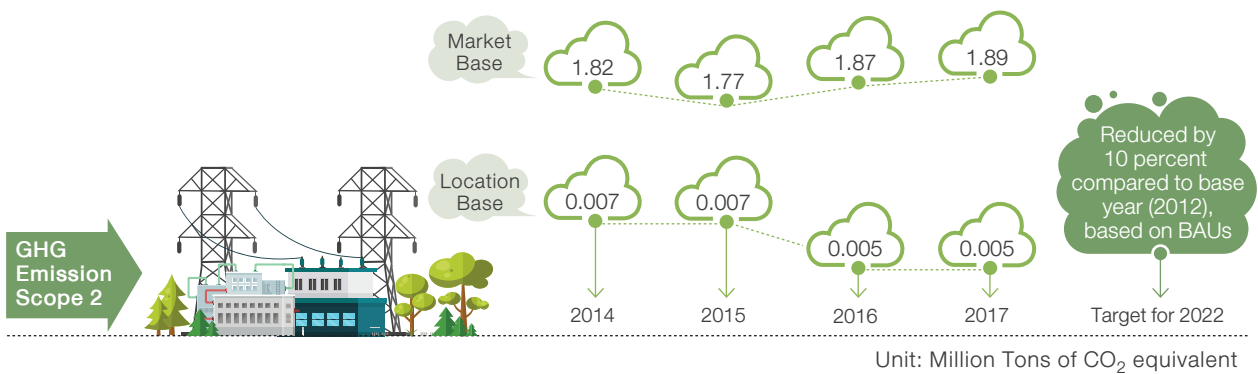 Market
Base
1.82
1.77
1.87
1.89
Location
Base
0.007
0.007
0.005
0.005
Reduced by
10 percent
compared to base
year (2012),
based on BAUs
GHG
Emission
Scope 2
2014
2015
2016
2017
Target for 2022
Unit: Million Tons of CO₂ equivalent